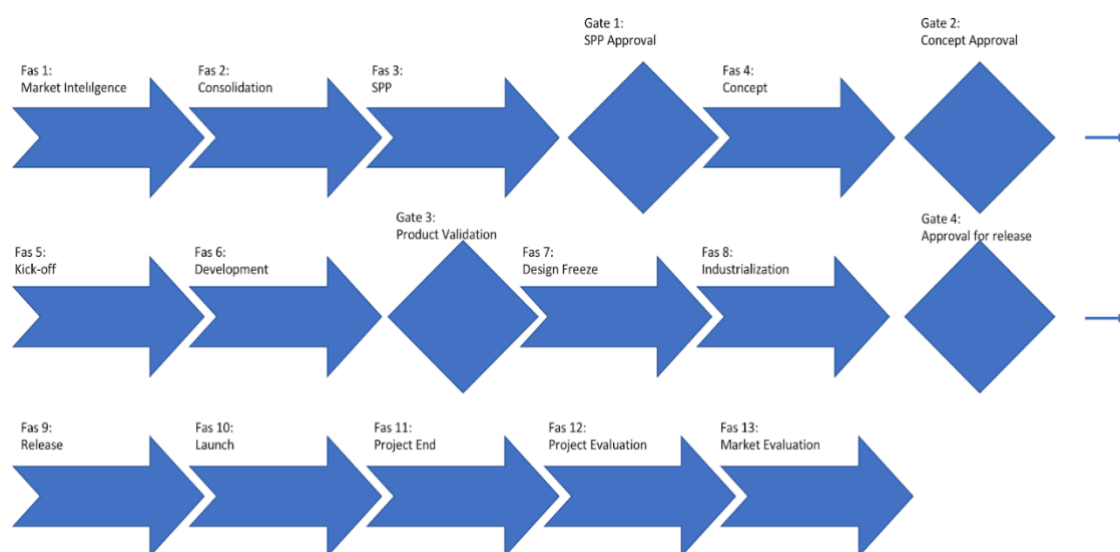 Gate 1:
SPP Approval
Gate 2:
Concept Approval
Fas 1:
Market Intelilgence
Fas 2:
Consolidation
Fas 3:
SPP
Fas 4:
Concept
Gate 3:
Product Validation
Gate 4:
Approval for release
Fas 5:
Kick-off
Fas 6:
Development
Fas 7:
Design Freeze
Fas 8:
Industrialization
Fas 9:
Release
Fas 10:
Launch
Fas 11:
Project End
Fas 12:
Project Evaluation
Fas 13:
Market Evaluation